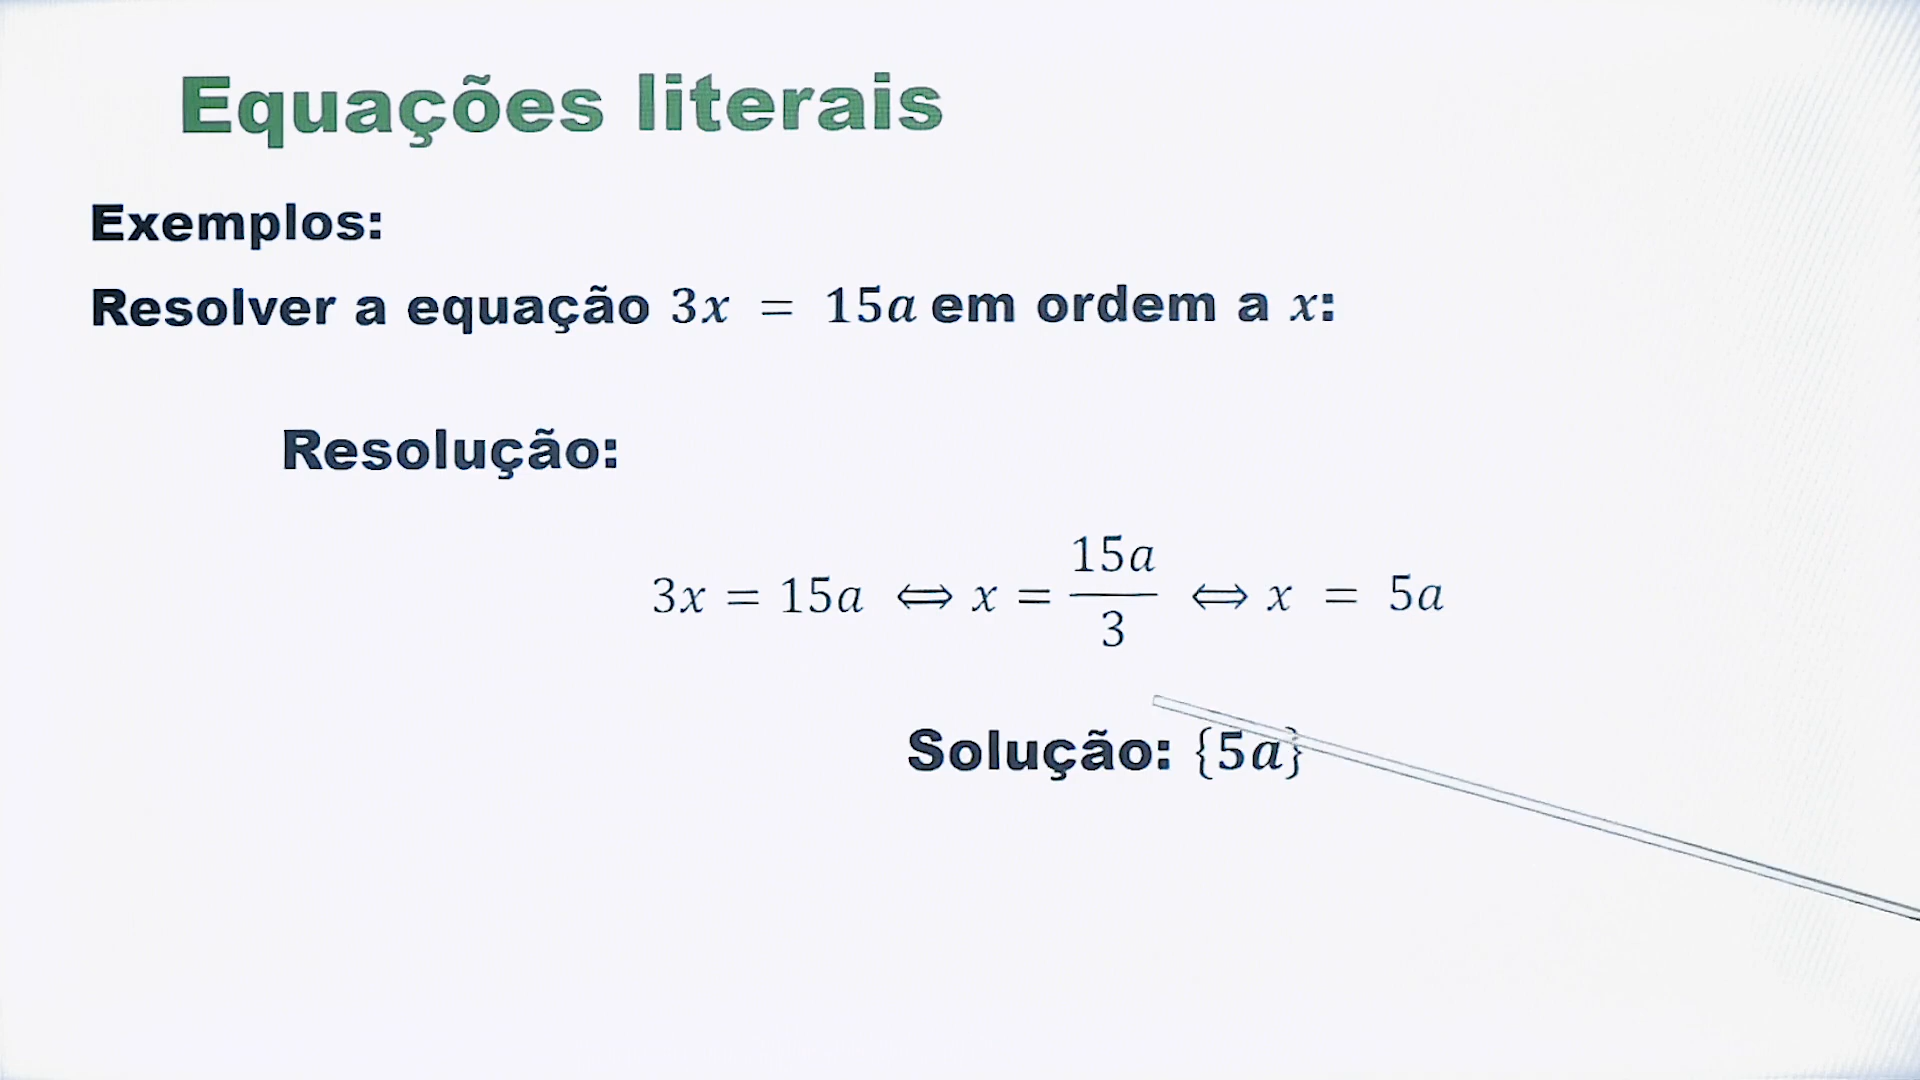 Equações literais
Exemplos:
Resolver a equação 3x = 15a em ordem a x:
Resolução:
3x = 15a ⟺ x = 15a/3 ⟺ x = 5a
Solução: {5a}